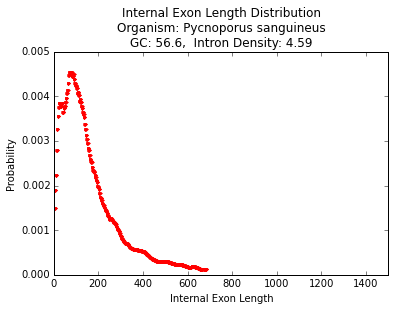 Internal Exon Length Distribution
Organism: Pycnoporus sanguineus
GC: 56.6,  Intron Density: 4.59
0.005
0.004
0.003
0.002
0.001
0.000
Probability
0
200
400
600
800
1000
1200
1400
Internal Exon Length